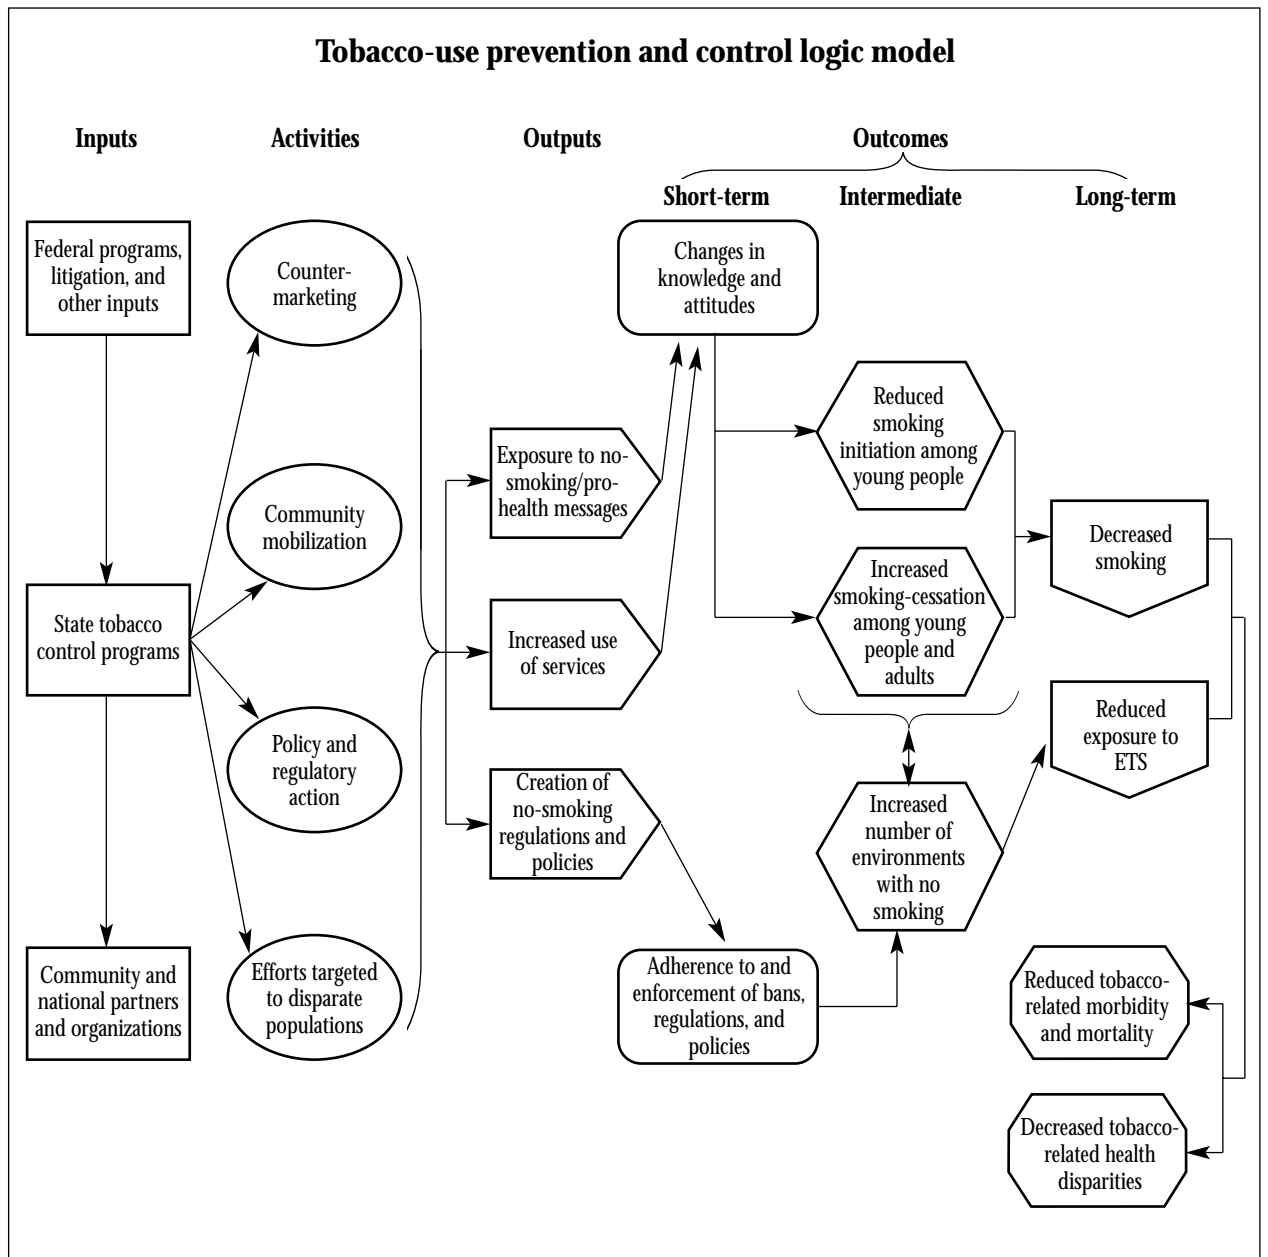 Tobacco-use prevention and control logic model
Inputs
Activities
Outputs
Outcomes
Short-term
Intermediate
Long-term
Federal programs,
litigation, and
other inputs
State tobacco
control programs
Community and
national partners
and organizations
Counter-
marketing
Community
mobilization
Policy and
regulatory
action
Efforts targeted
to disparate
populations
Exposure to no-
smoking/pro-
health messages
Increased use
of services
Creation of
no-smoking
regulations and
policies
Changes in
knowledge and
attitudes
Adherence to and
enforcement of bans,
regulations, and
policies
Reduced
smoking
initiation among
young people
Increased
smoking-cessation
among young
people and
adults
Increased
number of
environments
with no
smoking
Decreased
smoking
Reduced
exposure to
ETS
Reduced tobacco-
related morbidity
and mortality
Decreased tobacco-
related health
disparities